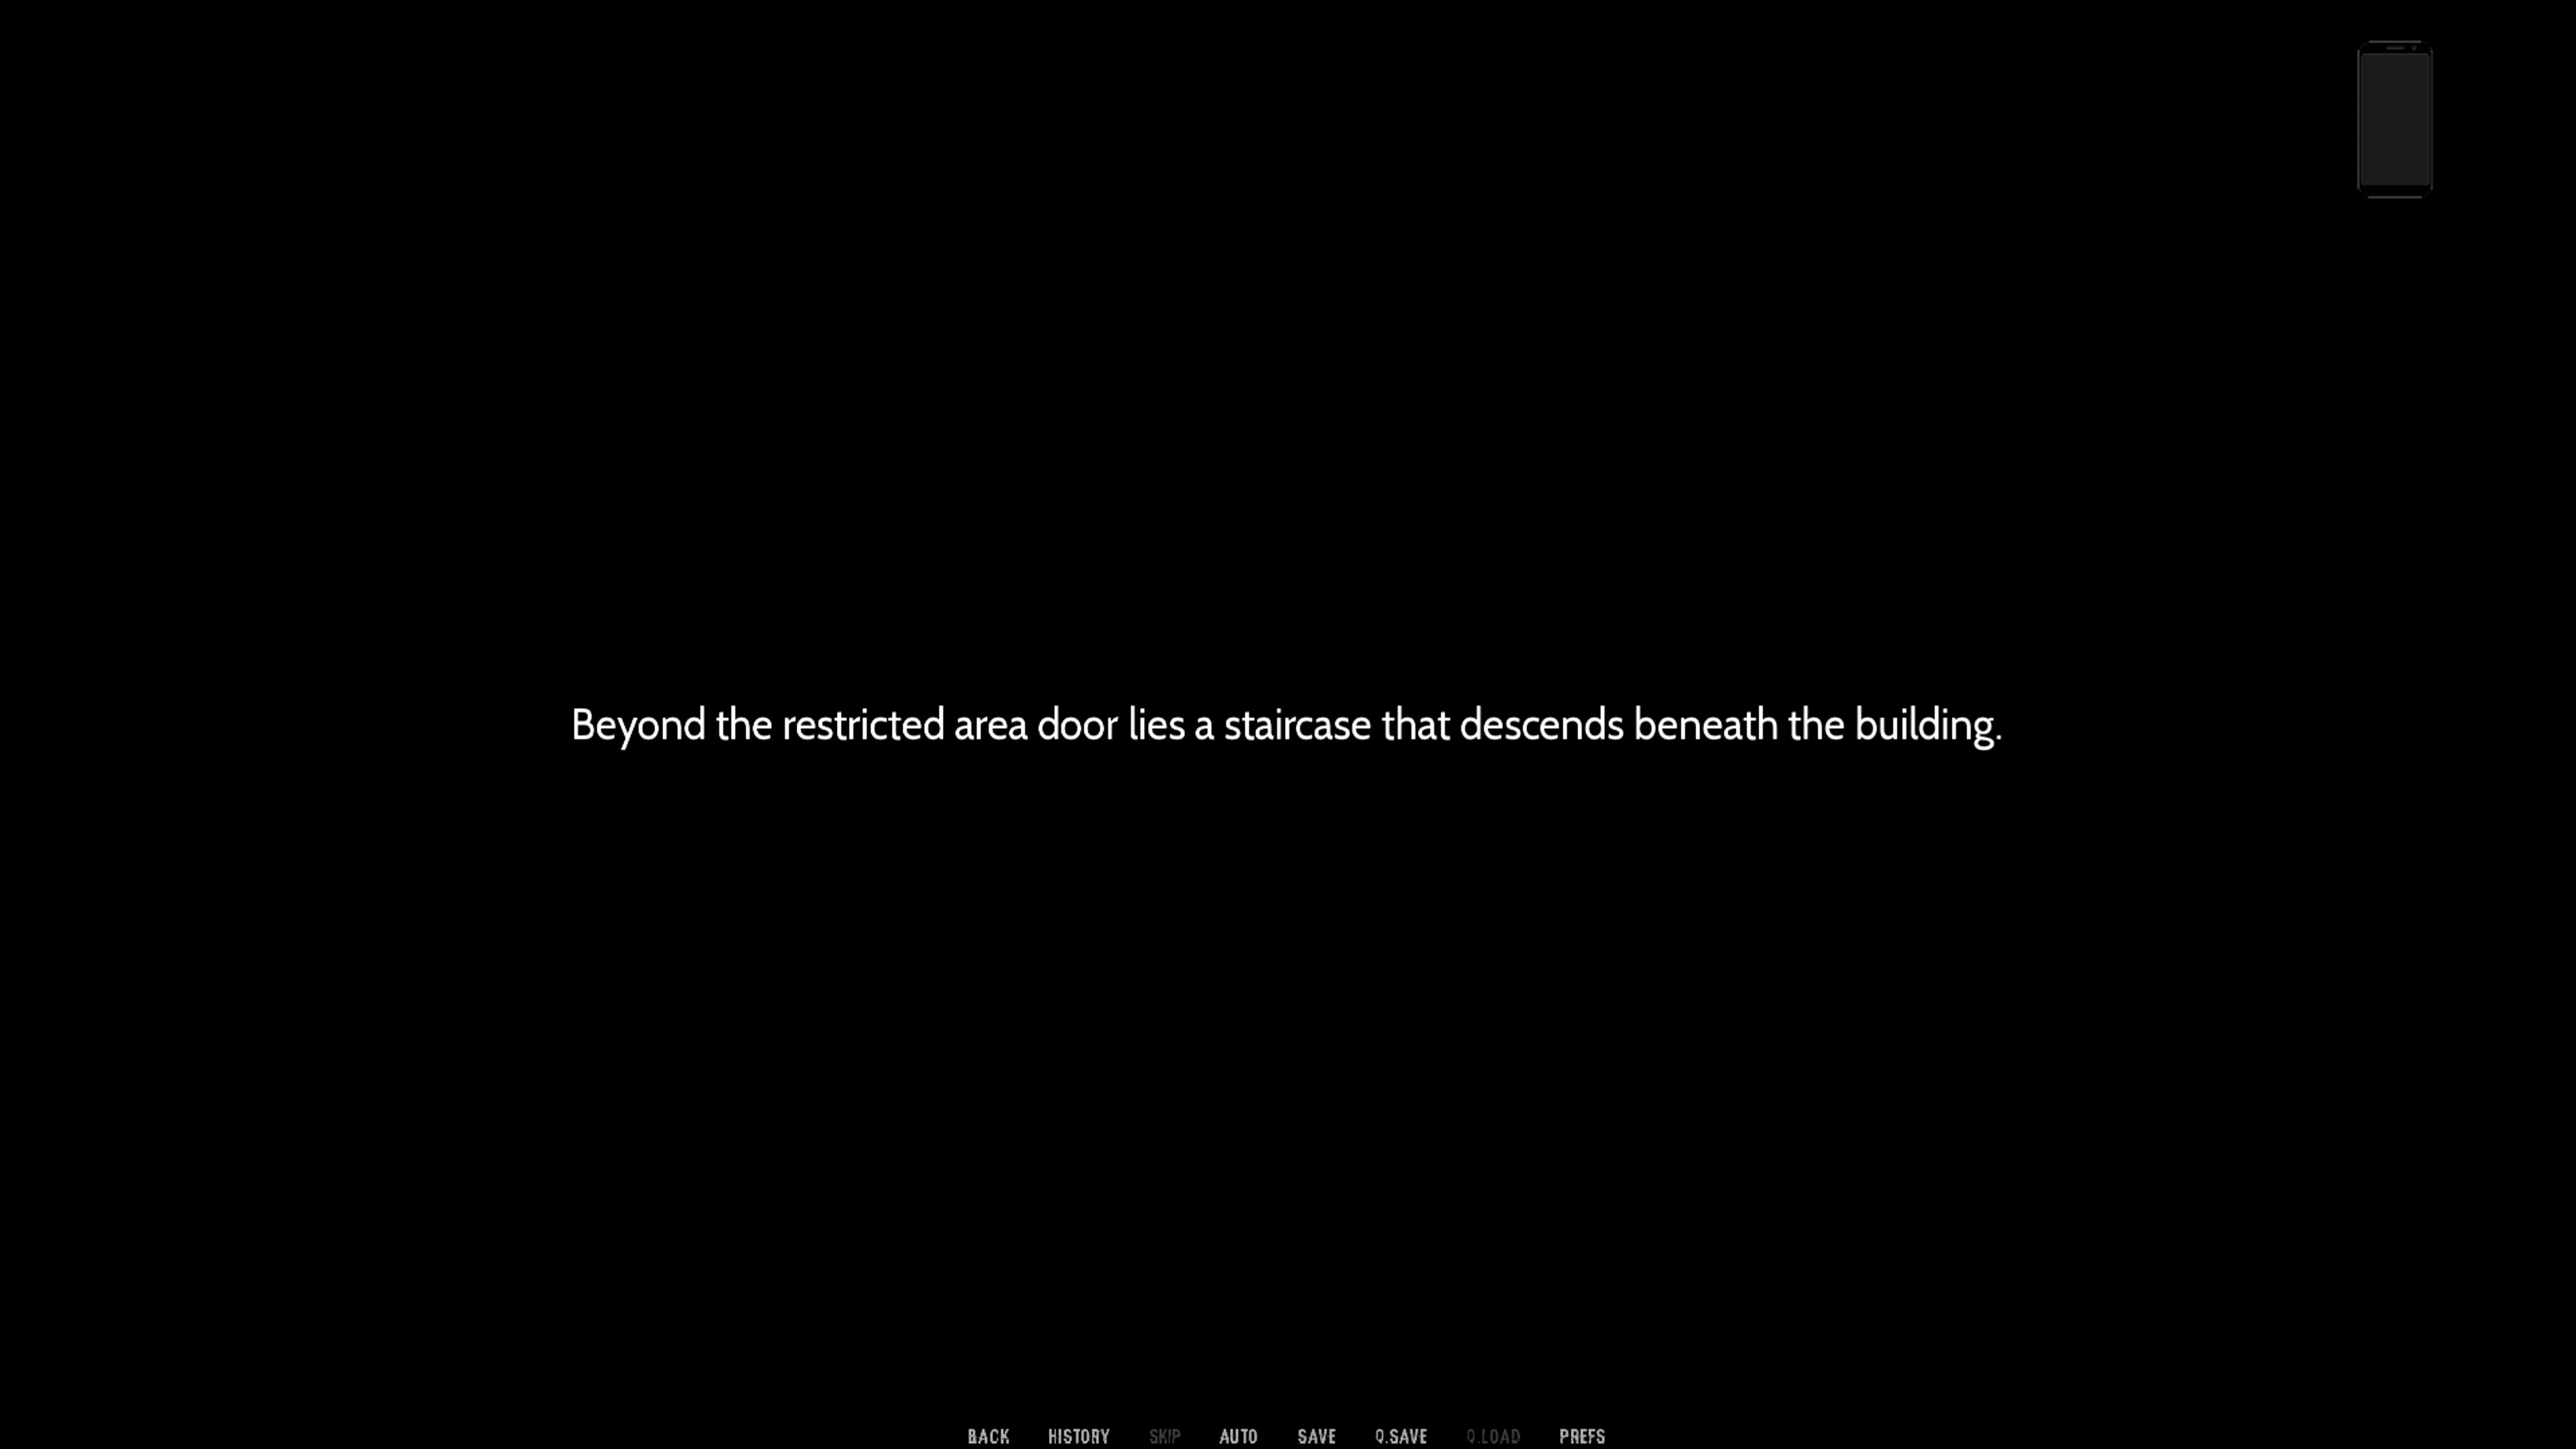 Beyond the restricted area door lies a staircase that descends beneath the building.
BACK HISTORY SKIP AUTO SAVE Q.SAVE Q.LOAD PREFS